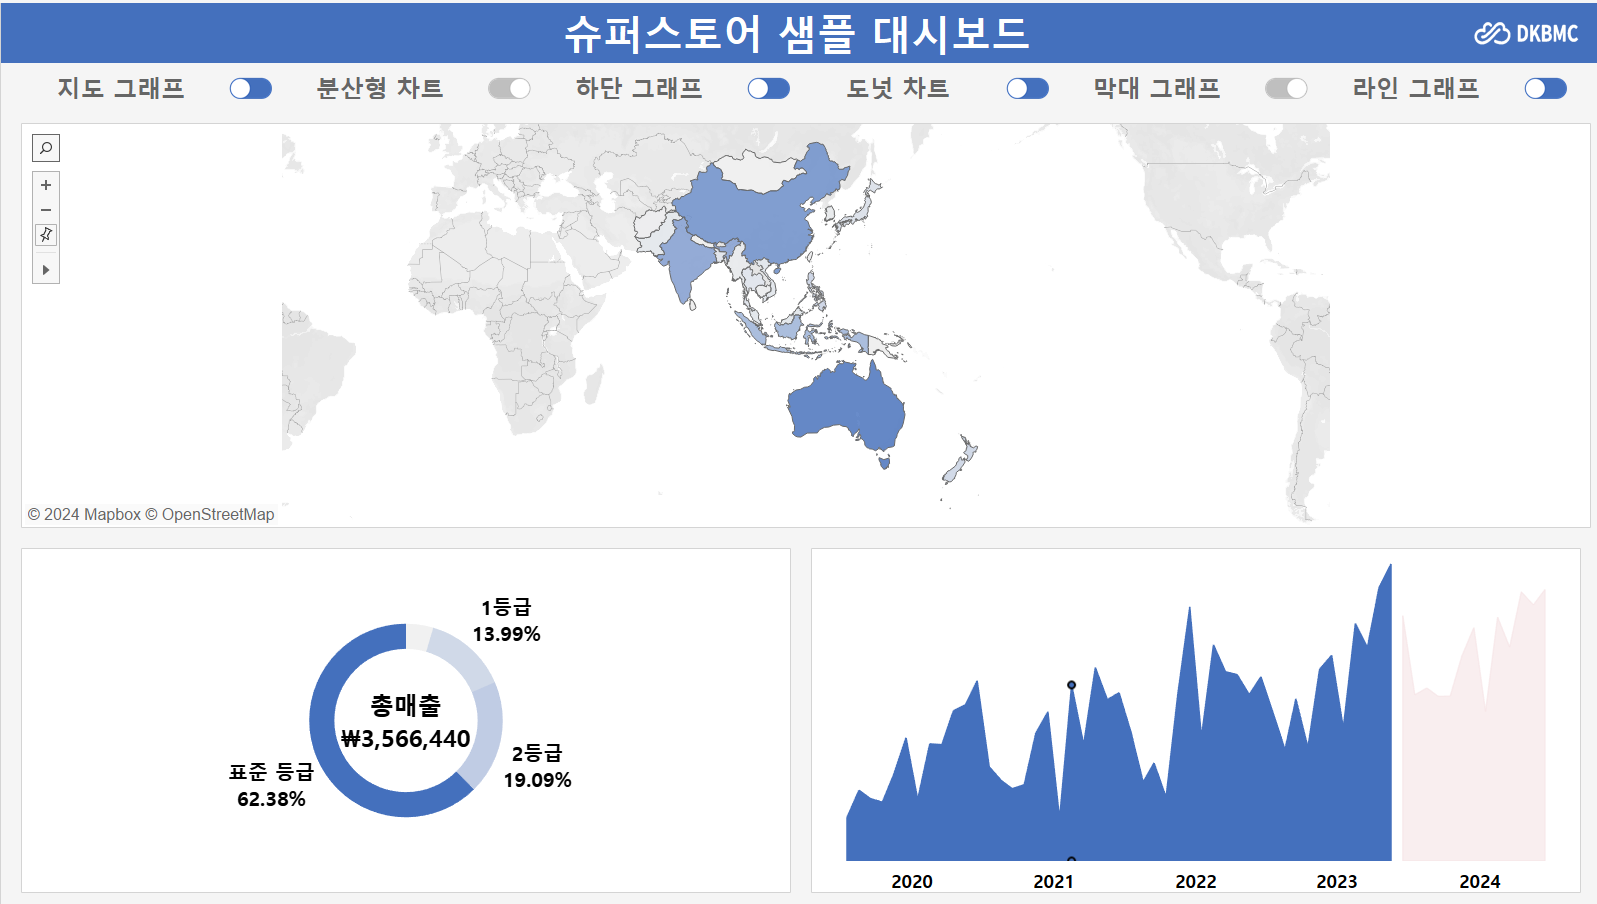 슈퍼스토어 샘플 대시보드
DKBMC
지도 그래프 분산형 차트 하단 그래프 도넛 차트 막대 그래프 라인 그래프
© 2024 Mapbox © OpenStreetMap
1등급
13.99%
총매출
₩3,566,440
2등급
19.09%
표준 등급
62.38%
2020 2021 2022 2023 2024